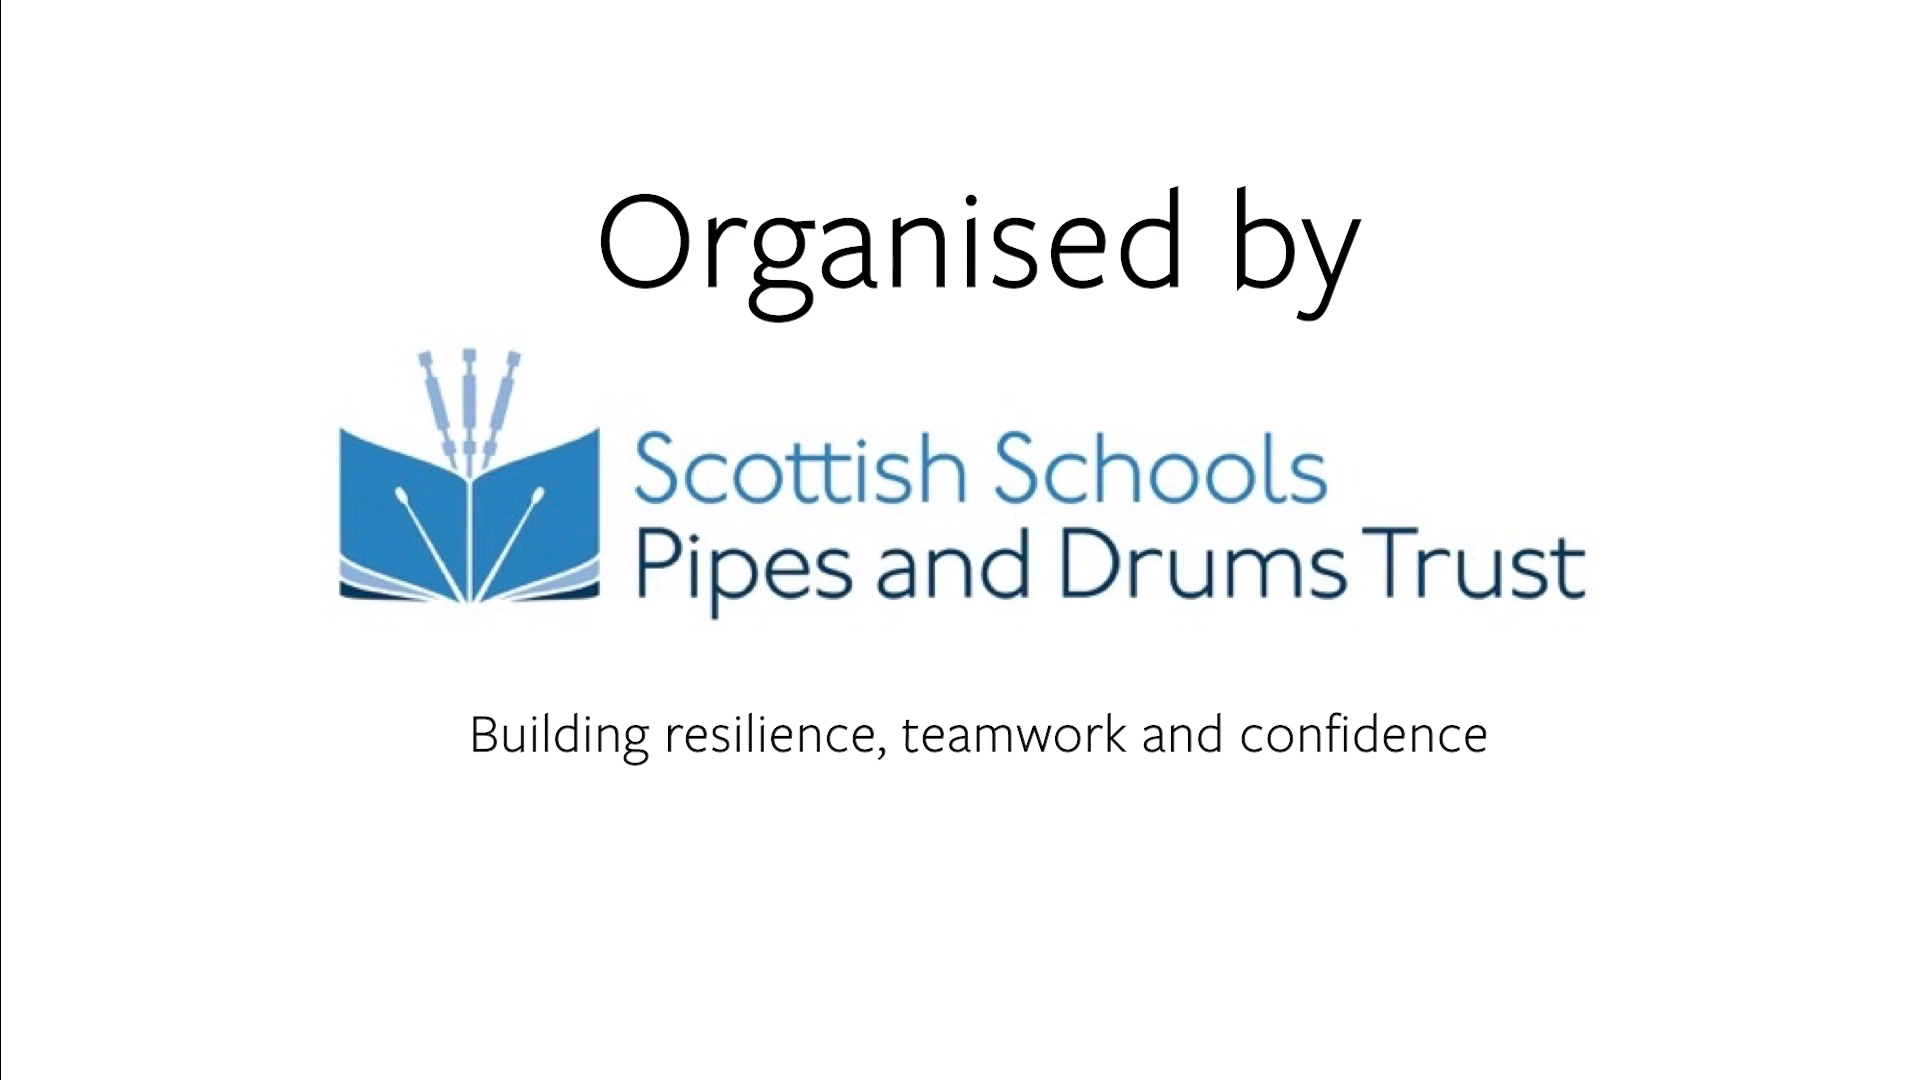 Organised by
Scottish Schools
Pipes and Drums Trust
Building resilience, teamwork and confidence